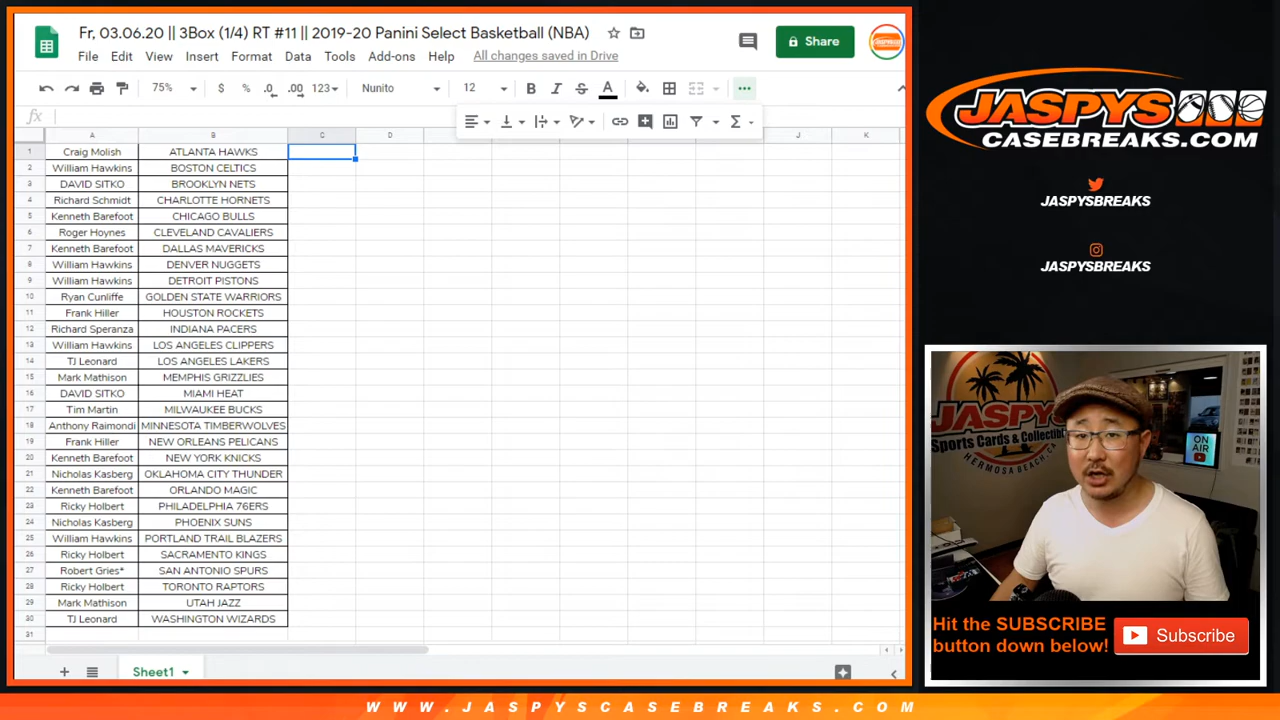 Fr, 03.06.20 || 3Box (1/4) RT #11 || 2019-20 Panini Select Basketball (NBA)
File Edit View Insert Format Data Tools Add-ons Help All changes saved in Drive
Share
75% $ % .0 .00 123 Nunito 12 B I S A
fx
A B C D J K
1 Craig Molish ATLANTA HAWKS
2 William Hawkins BOSTON CELTICS
3 DAVID SITKO BROOKLYN NETS
4 Richard Schmidt CHARLOTTE HORNETS
5 Kenneth Barefoot CHICAGO BULLS
6 Roger Hoynes CLEVELAND CAVALIERS
7 Kenneth Barefoot DALLAS MAVERICKS
8 William Hawkins DENVER NUGGETS
9 William Hawkins DETROIT PISTONS
10 Ryan Cunliffe GOLDEN STATE WARRIORS
11 Frank Hiller HOUSTON ROCKETS
12 Richard Speranza INDIANA PACERS
13 William Hawkins LOS ANGELES CLIPPERS
14 TJ Leonard LOS ANGELES LAKERS
15 Mark Mathison MEMPHIS GRIZZLIES
16 DAVID SITKO MIAMI HEAT
17 Tim Martin MILWAUKEE BUCKS
18 Anthony Raimondi MINNESOTA TIMBERWOLVES
19 Frank Hiller NEW ORLEANS PELICANS
20 Kenneth Barefoot NEW YORK KNICKS
21 Nicholas Kasberg OKLAHOMA CITY THUNDER
22 Kenneth Barefoot ORLANDO MAGIC
23 Ricky Holbert PHILADELPHIA 76ERS
24 Nicholas Kasberg PHOENIX SUNS
25 William Hawkins PORTLAND TRAIL BLAZERS
26 Ricky Holbert SACRAMENTO KINGS
27 Robert Gries* SAN ANTONIO SPURS
28 Ricky Holbert TORONTO RAPTORS
29 Mark Mathison UTAH JAZZ
30 TJ Leonard WASHINGTON WIZARDS
31
Sheet1
JASPYS
CASEBREAKS.COM
JASPYSBREAKS
JASPYSBREAKS
JASPYS
Sports Cards & Collectibl
HERMOSA BEACH, CA
ON
AIR
Hit the SUBSCRIBE
button down below!
Subscribe
WWW.JASPYSCASEBREAKS.COM